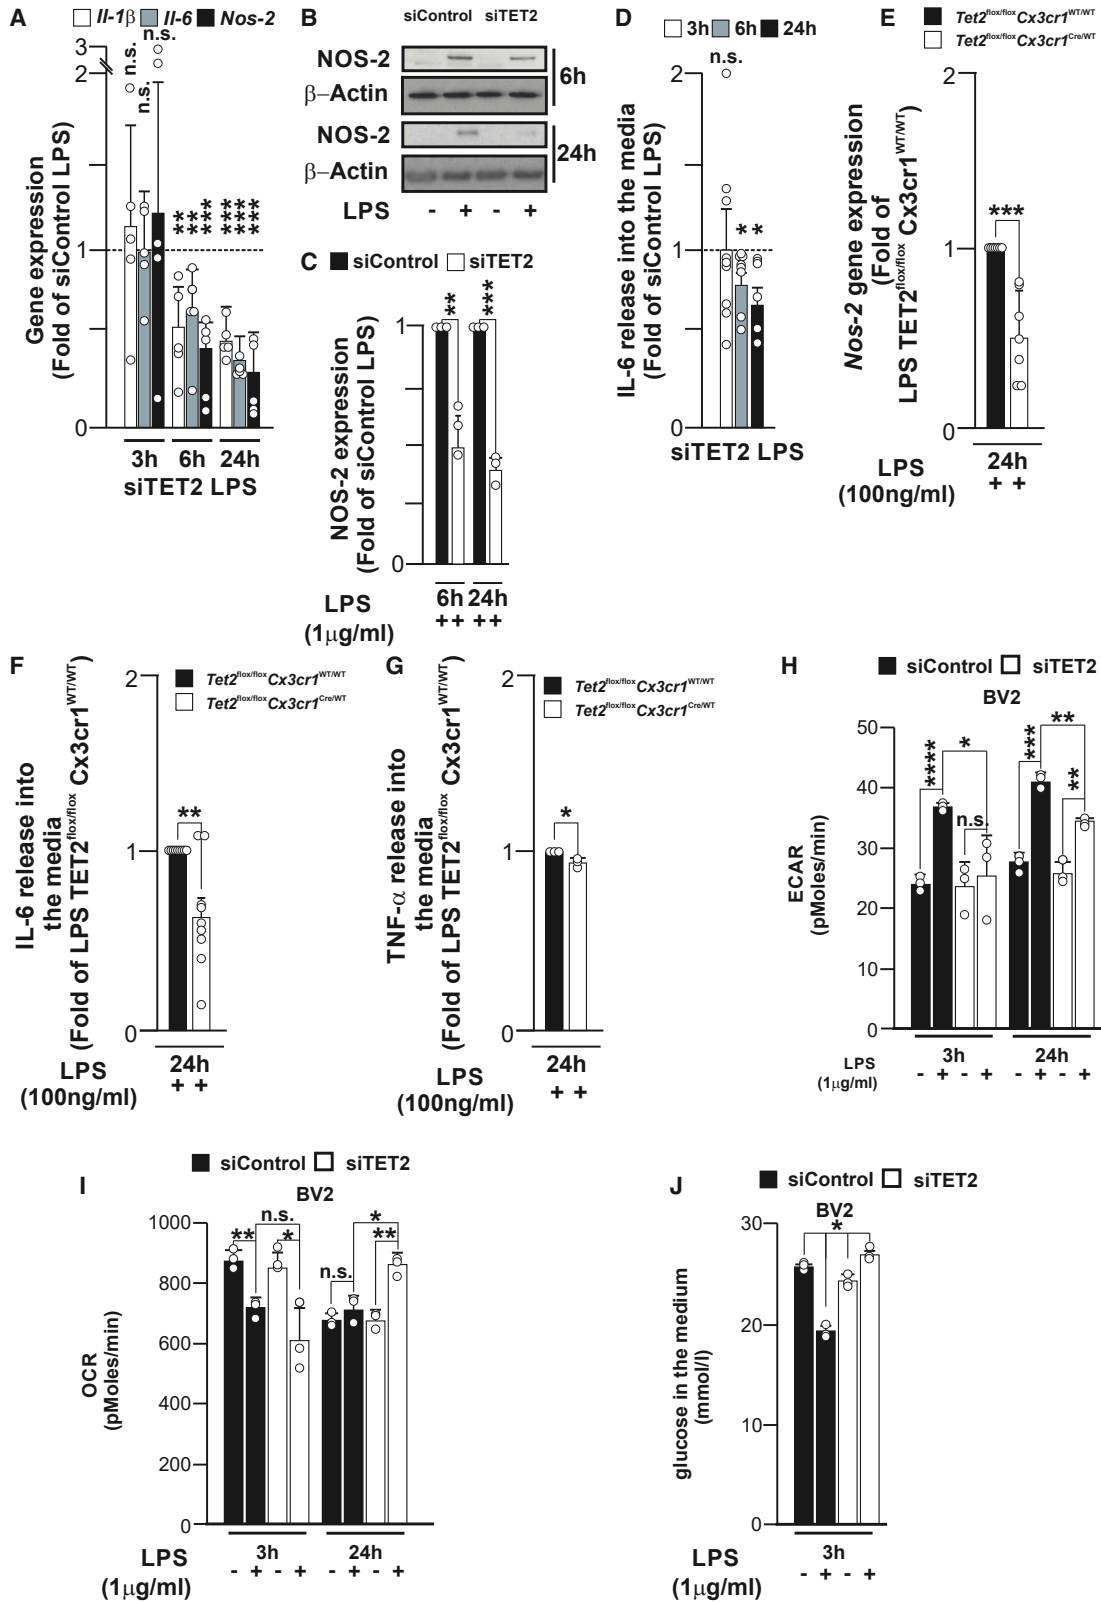 A
Il-1β Il-6 Nos-2
Gene expression
(Fold of siControl LPS)
3
2
1
0
n.s.
n.s.
n.s.
**
**
****
****
****
****
3h 6h 24h
siTET2 LPS
B
siControl siTET2
NOS-2
β–Actin
6h
NOS-2
β–Actin
24h
LPS - + - +
C
siControl siTET2
NOS-2 expression
(Fold of siControl LPS)
1
0
**
***
6h 24h
LPS
(1μg/ml)
++ ++
D
3h 6h 24h
IL-6 release into the media
(Fold of siControl LPS)
2
1
0
n.s.
* *
siTET2 LPS
E
Tet2flox/floxCx3cr1WT/WT
Tet2flox/floxCx3cr1Cre/WT
Nos-2 gene expression
(Fold of
LPS TET2flox/flox Cx3cr1WT/WT)
2
1
0
***
24h
LPS
(100ng/ml)
+ +
F
Tet2flox/floxCx3cr1WT/WT
Tet2flox/floxCx3cr1Cre/WT
IL-6 release into
the media
(Fold of LPS TET2flox/flox Cx3cr1WT/WT)
2
1
0
**
24h
LPS
(100ng/ml)
+ +
G
Tet2flox/floxCx3cr1WT/WT
Tet2flox/floxCx3cr1Cre/WT
TNF-α release into
the media
(Fold of LPS TET2flox/flox Cx3cr1WT/WT)
2
1
0
*
24h
LPS
(100ng/ml)
+ +
H
siControl siTET2
BV2
ECAR
(pMoles/min)
50
40
30
20
10
0
****
*
n.s.
***
**
**
3h 24h
LPS
(1μg/ml)
- + - + - + - +
I
siControl siTET2
BV2
OCR
(pMoles/min)
1000
800
600
400
200
0
**
n.s.
*
n.s.
*
**
3h 24h
LPS
(1μg/ml)
- + - + - + - +
J
siControl siTET2
BV2
glucose in the medium
(mmol/l)
30
20
10
0
*
3h
LPS
(1μg/ml)
- + - +